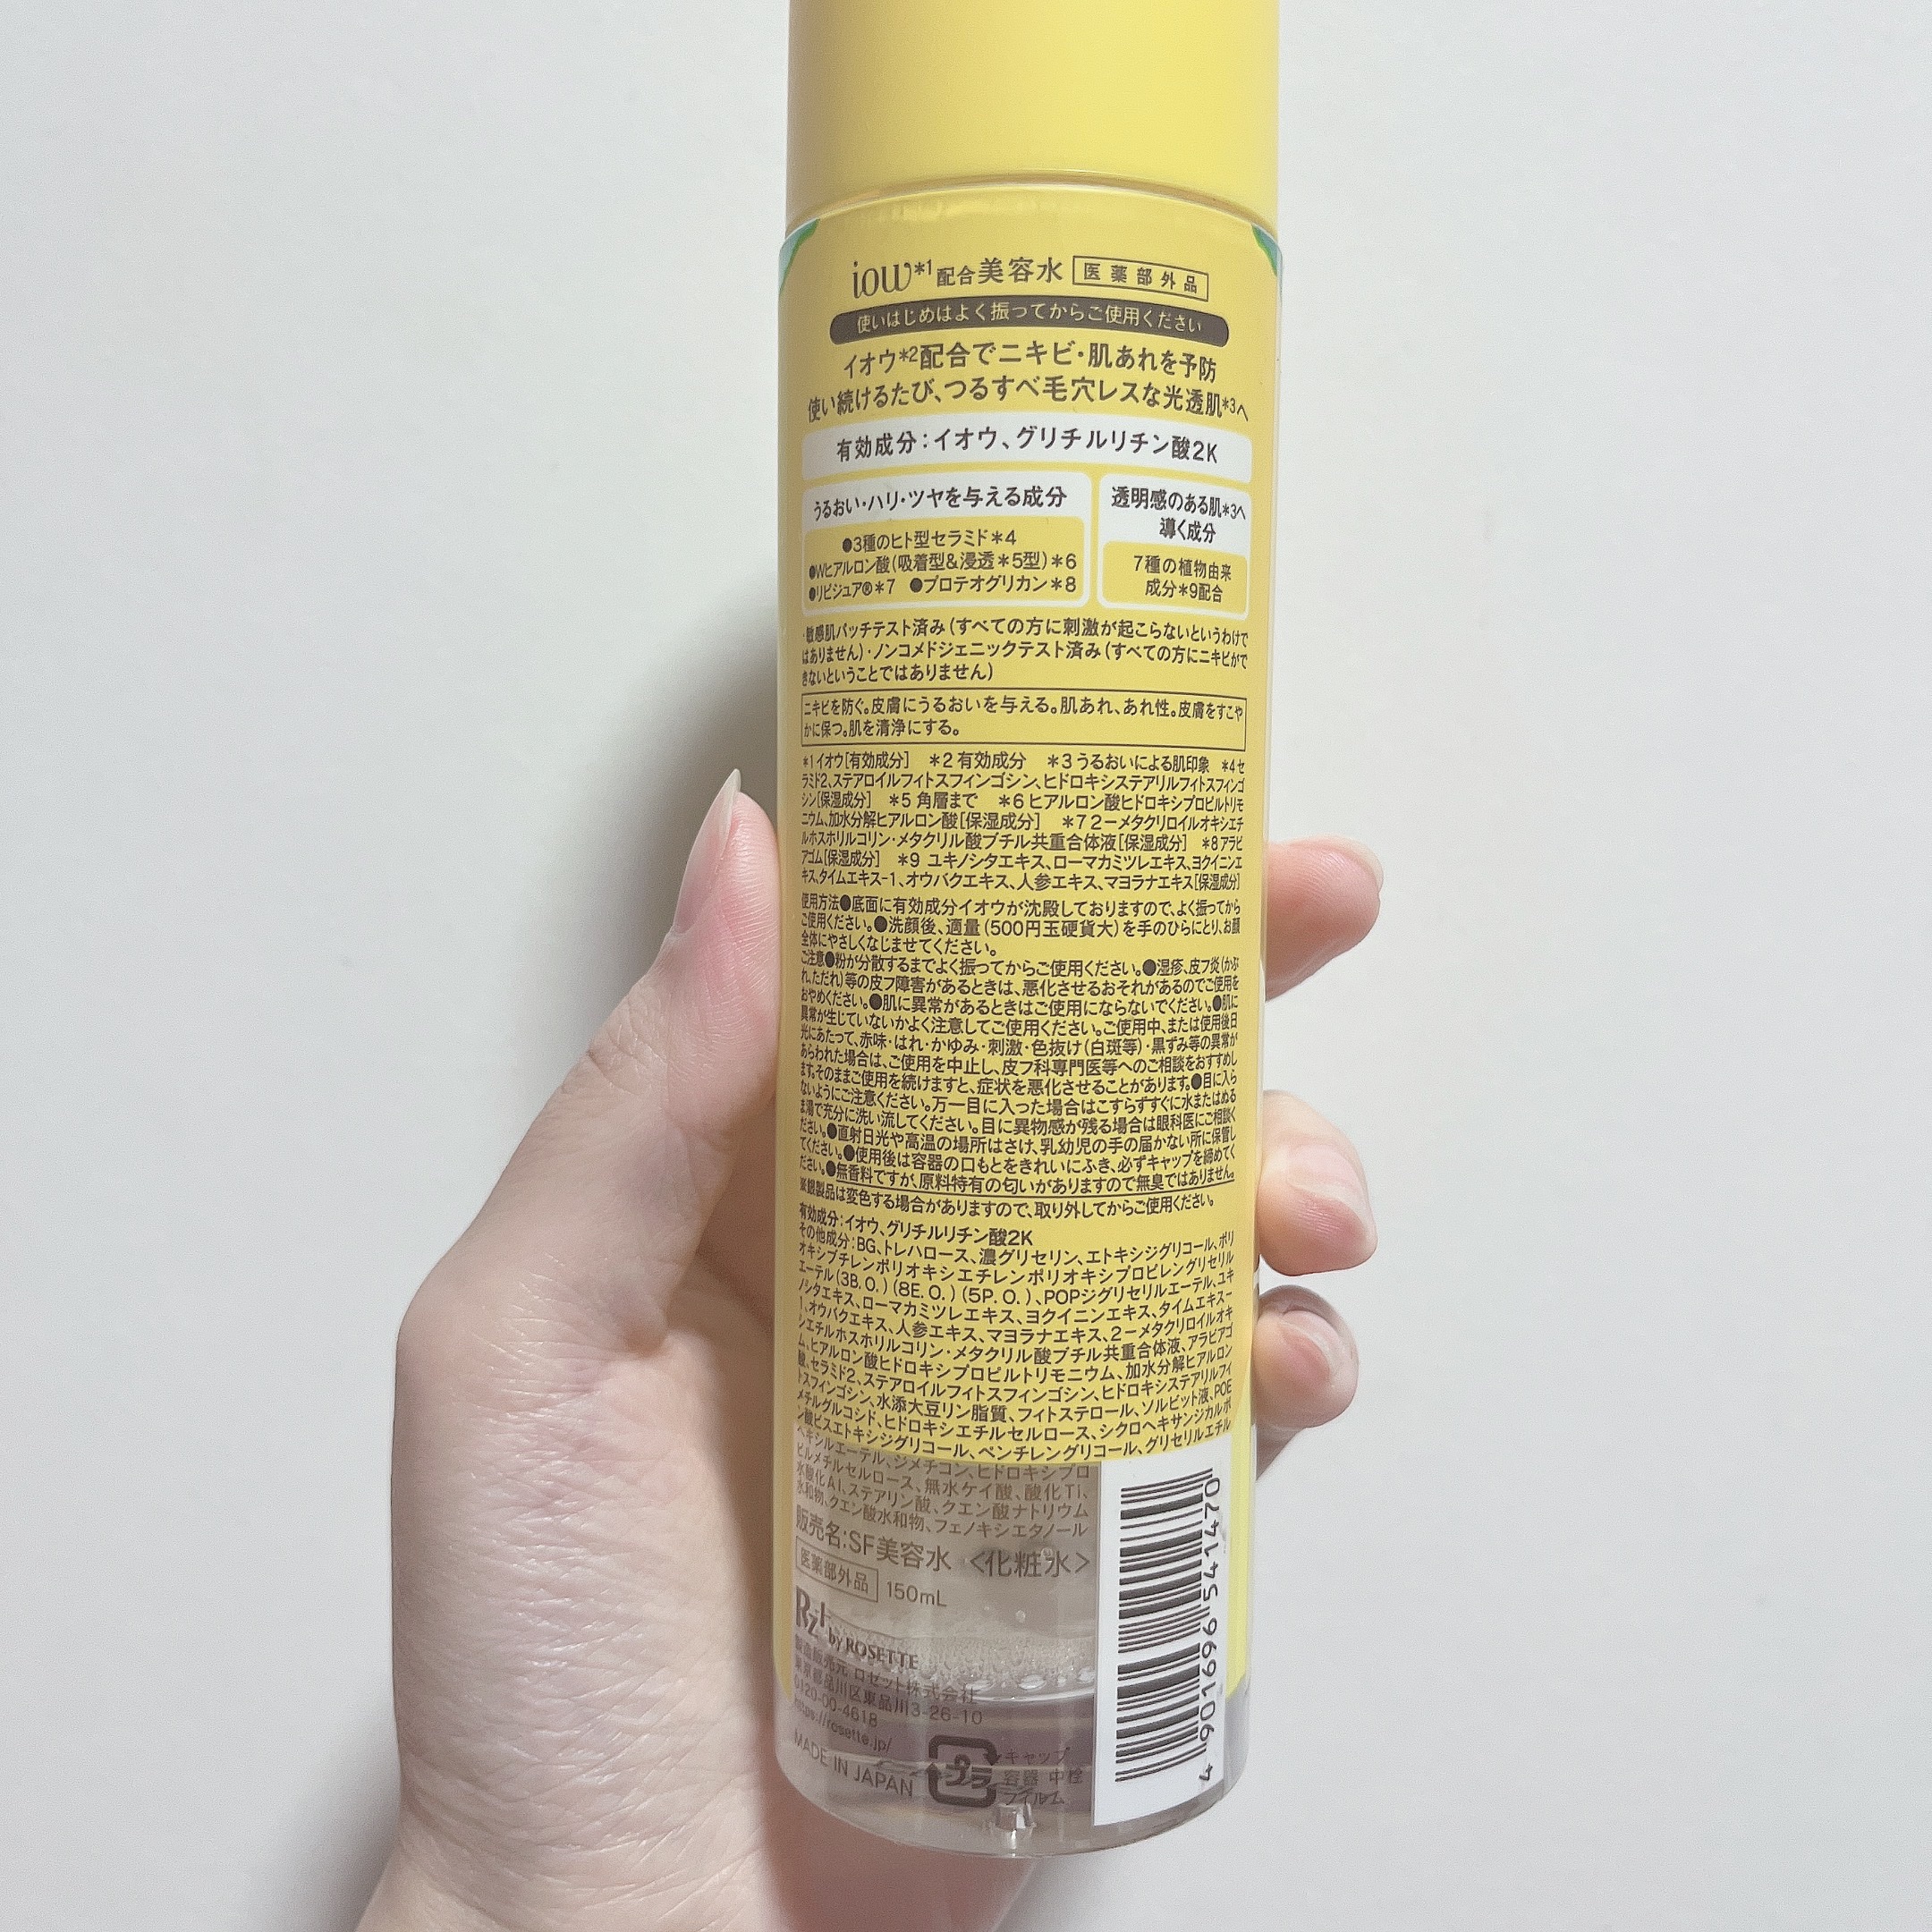 iow*1配合美容水 医薬部外品
使いはじめはよく振ってからご使用ください
イオウ*2配合でニキビ・肌あれを予防
使い続けるたび、つるすべ毛穴レスな光透肌*3へ
有効成分:イオウ、グリチルリチン酸2K
うるおい・ハリ・ツヤを与える成分
●3種のヒト型セラミド*4
●Wヒアルロン酸(吸着型&浸透*5型)*6
●リピジュア®*7 ●プロテオグリカン*8
透明感のある肌*3へ
導く成分
7種の植物由来
成分*9配合
・敏感肌パッチテスト済み(すべての方に刺激が起こらないというわけで
はありません)・ノンコメドジェニックテスト済み(すべての方にニキビがで
きないということではありません)
ニキビを防ぐ。皮膚にうるおいを与える。肌あれ、あれ性。皮膚をすこや
かに保つ。肌を清浄にする。
*1イオウ[有効成分] *2 有効成分 *3 うるおいによる肌印象 *4セ
ラミド2、ステアロイルフィトスフィンゴシン、ヒドロキシステアリルフィトスフィンゴ
シン[保湿成分] *5 角層まで *6 ヒアルロン酸ヒドロキシプロピルトリモ
ニウム、加水分解ヒアルロン酸[保湿成分] *7 2ーメタクリロイルオキシエチ
ルホスホリルコリン・メタクリル酸ブチル共重合体液[保湿成分] *8アラビ
アゴム[保湿成分] *9 ユキノシタエキス、ローマカミツレエキス、ヨクイニンエ
キス、タイムエキス-1、オウバクエキス、人参エキス、マヨラナエキス[保湿成分]
使用方法●底面に有効成分イオウが沈殿しておりますので、よく振ってから
ご使用ください。●洗顔後、適量(500円玉硬貨大)を手のひらにとり、お顔
全体にやさしくなじませてください。
ご注意●粉が分散するまでよく振ってからご使用ください。●湿疹、皮フ炎(かぶ
れ、ただれ)等の皮フ障害があるときは、悪化させるおそれがあるのでご使用を
おやめください。●肌に異常があるときはご使用にならないでください。●肌に
異常が生じていないかよく注意してご使用ください。ご使用中、または使用後日
光にあたって、赤味・はれ・かゆみ・刺激・色抜け(白斑等)・黒ずみ等の異常が
あらわれた場合は、ご使用を中止し、皮フ科専門医等へのご相談をおすすめし
ます。そのままご使用を続けますと、症状を悪化させることがあります。●目に入ら
ないようにご注意ください。万一目に入った場合はこすらずすぐに水またはぬる
ま湯で充分に洗い流してください。目に異物感が残る場合は眼科医にご相談く
ださい。●直射日光や高温の場所はさけ、乳幼児の手の届かない所に保管し
てください。●使用後は容器の口もとをきれいにふき、必ずキャップを締めてく
ださい。●無香料ですが、原料特有の匂いがありますので無臭ではありません。
※銀製品は変色する場合がありますので、取り外してからご使用ください。
有効成分:イオウ、グリチルリチン酸2K
その他成分:BG、トレハロース、濃グリセリン、エトキシジグリコール、ポリ
オキシブチレンポリオキシエチレンポリオキシプロピレングリセリル
エーテル(3B. O. ) (8E. O. ) (5P. O. )、POPジグリセリルエーテル、ユキ
ノシタエキス、ローマカミツレエキス、ヨクイニンエキス、タイムエキスー
1、オウバクエキス、人参エキス、マヨラナエキス、2ーメタクリロイルオキ
シエチルホスホリルコリン・メタクリル酸ブチル共重合体液、アラビアゴ
ム、ヒアルロン酸ヒドロキシプロピルトリモニウム、加水分解ヒアルロン
酸、セラミド2、ステアロイルフィトスフィンゴシン、ヒドロキシステアリルフィ
トスフィンゴシン、水添大豆リン脂質、フィトステロール、ソルビット液、POE
メチルグルコシド、ヒドロキシエチルセルロース、シクロヘキサンジカルボ
ン酸ビスエトキシジグリコール、ペンチレングリコール、グリセリルエチル
ヘキシルエーテル、ジメチコン、ヒドロキシプロ
ピルメチルセルロース、無水ケイ酸、酸化Ti、
水酸化Al、ステアリン酸、クエン酸ナトリウム
水和物、クエン酸水和物、フェノキシエタノール
販売名:SF美容水 <化粧水>
医薬部外品 150mL
Rz+ by ROSETTE
製造販売元 ロゼット株式会社
東京都品川区東品川3-26-10
0120-00-4618
https://rosette.jp/
MADE IN JAPAN
プラ
キャップ
容器 中栓
フィルム
4 901696 541470